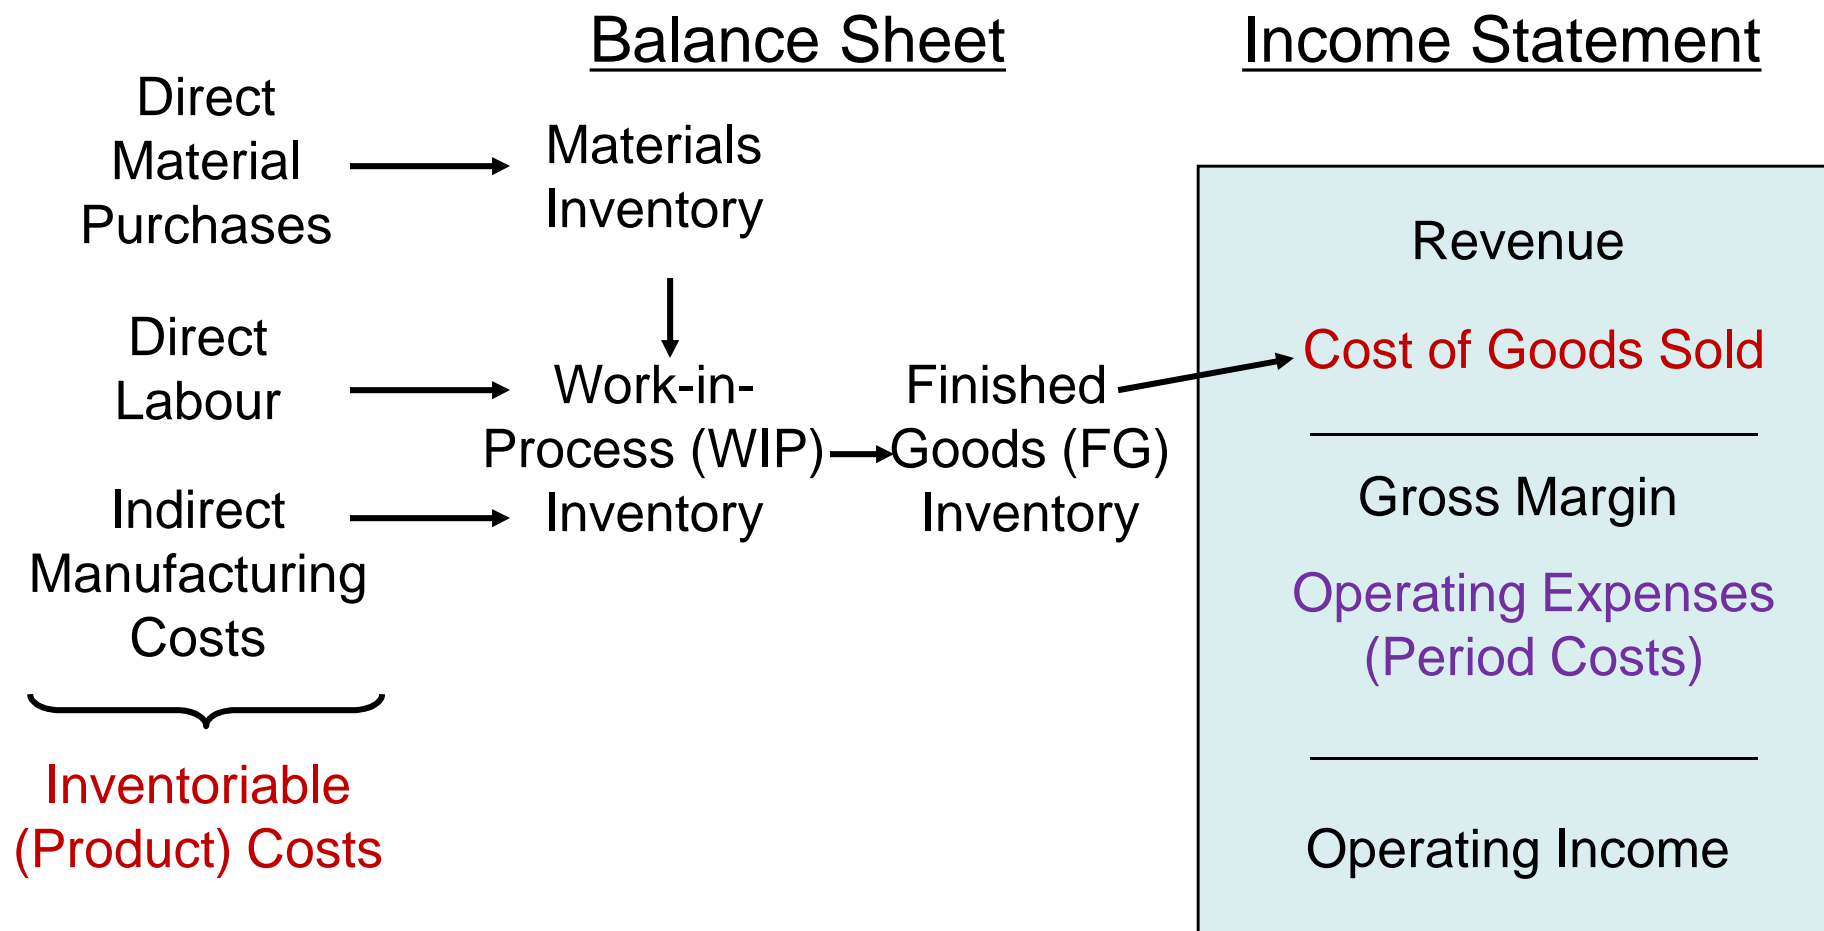 Balance Sheet
Income Statement
Direct
Material
Purchases
Materials
Inventory
Direct
Labour
Work-in-
Process (WIP)
Inventory
Finished
Goods (FG)
Inventory
Indirect
Manufacturing
Costs
Inventoriable
(Product) Costs
Revenue
Cost of Goods Sold
Gross Margin
Operating Expenses
(Period Costs)
Operating Income